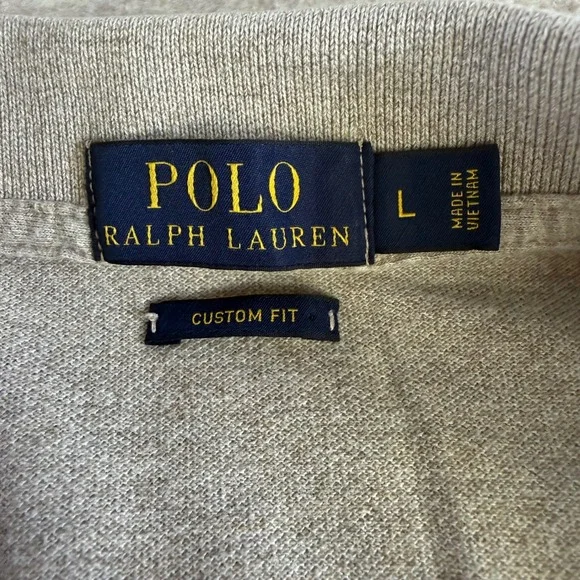 POLO
RALPH LAUREN
L
MADE IN
VIETNAM
CUSTOM FIT